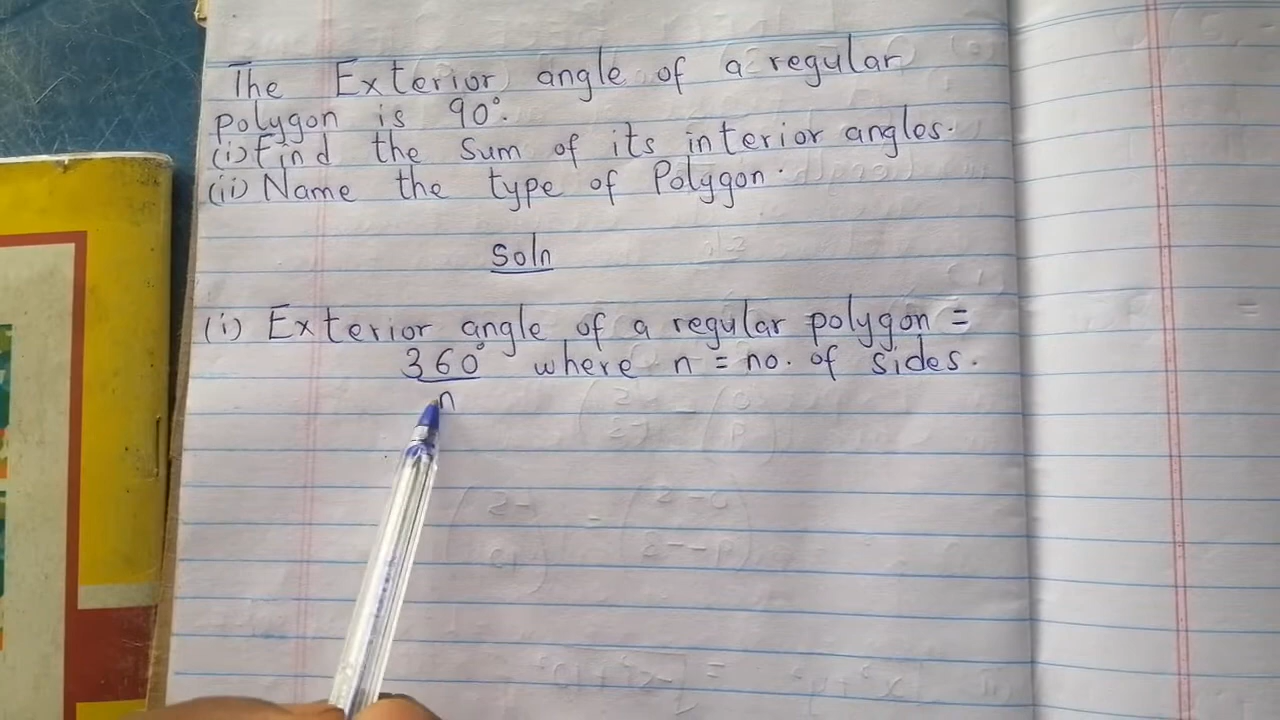 The Exterior angle of a regular
polygon is 90°.
(i) Find the sum of its interior angles.
(ii) Name the type of Polygon.
Soln
(i) Exterior angle of a regular polygon =
360° where n = no. of sides.
n